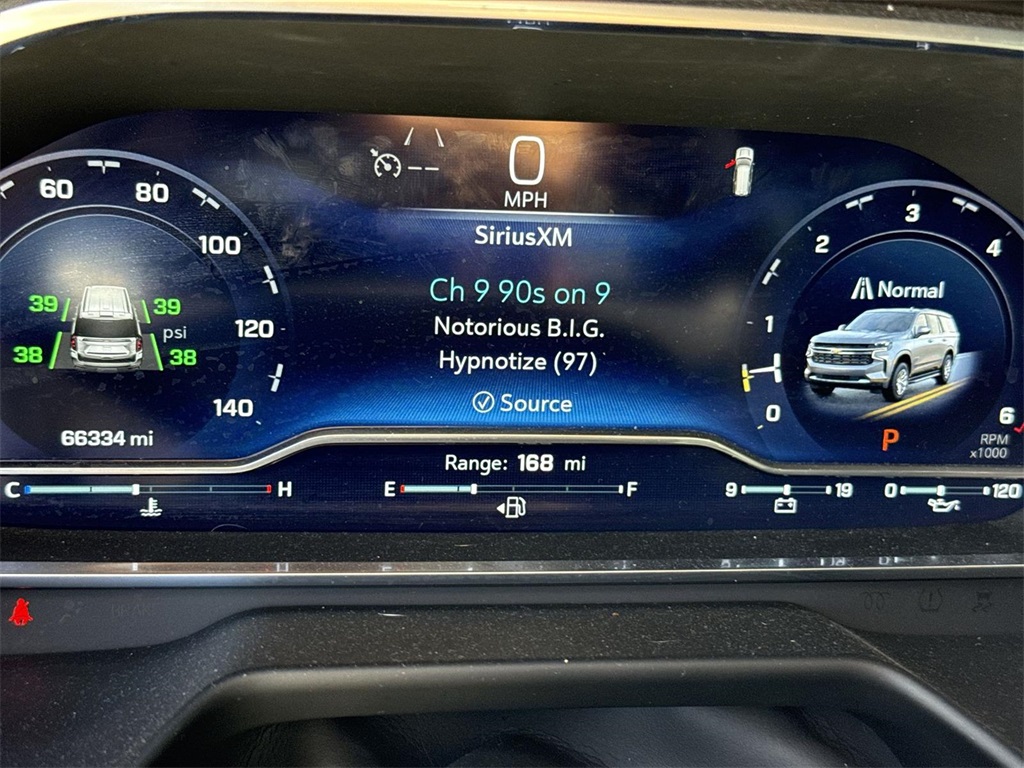 0
MPH
60
80
100
120
140
39
39
psi
38
38
66334 mi
SiriusXM
Ch 9 90s on 9
Notorious B.I.G.
Hypnotize (97)
Source
0
1
2
3
4
6
Normal
P
RPM
x1000
Range: 168 mi
C H
E F
9 19
0 120